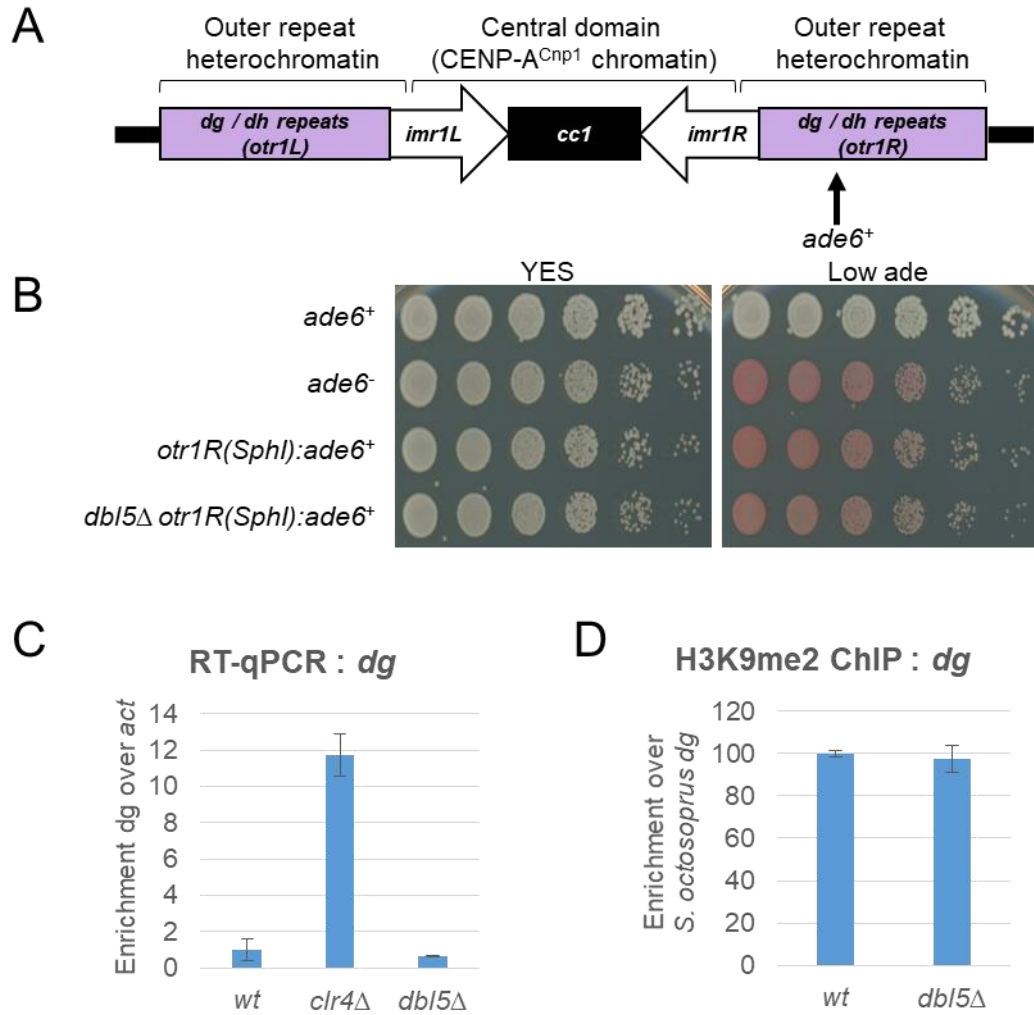 A
Outer repeat
heterochromatin
Central domain
(CENP-A^Cnp1 chromatin)
Outer repeat
heterochromatin
dg / dh repeats
(otr1L)
imr1L
cc1
imr1R
dg / dh repeats
(otr1R)
ade6⁺
B
YES
Low ade
ade6⁺
ade6⁻
otr1R(SphI):ade6⁺
dbl5Δ otr1R(SphI):ade6⁺
C
RT-qPCR : dg
Enrichment dg over act
14
12
10
8
6
4
2
0
wt
clr4Δ
dbl5Δ
D
H3K9me2 ChIP : dg
Enrichment over
S. octosoprus dg
120
100
80
60
40
20
0
wt
dbl5Δ